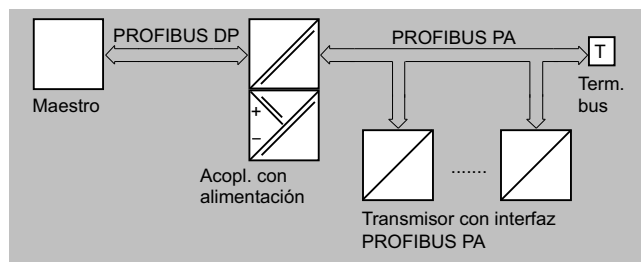 PROFIBUS DP
PROFIBUS PA
T
Maestro
Term.
bus
+
–
Acopl. con
alimentación
.......
Transmisor con interfaz
PROFIBUS PA